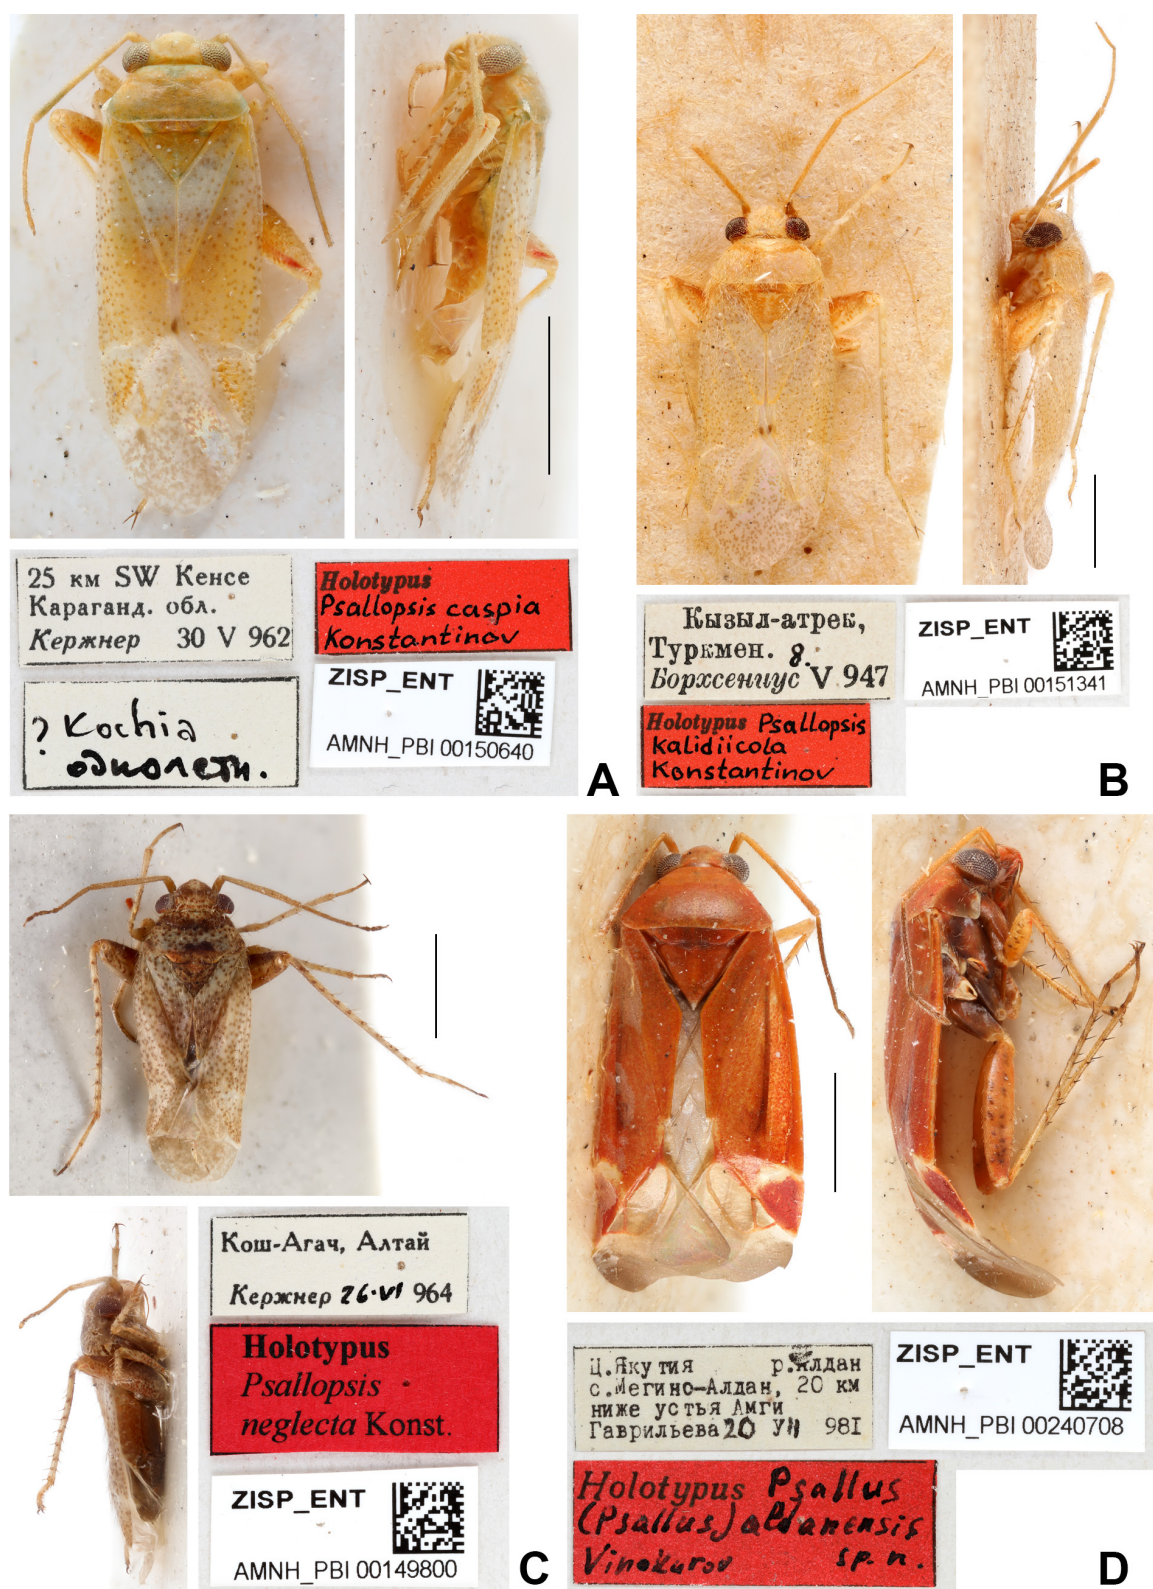 25 км SW Кенсе
Караганд. обл.
Кержнер 30 V 962
Holotypus
Psallopsis caspia
Konstantinov
? Kochia
однолетн.
ZISP_ENT
AMNH_PBI 00150640
A
Кызыл-атрек,
Туркмен. 8.
Борхсениус V 947
ZISP_ENT
AMNH_PBI 00151341
Holotypus Psallopsis
kalidiicola
Konstantinov
B
Кош-Агач, Алтай
Кержнер 26·VI 964
Holotypus
Psallopsis
neglecta Konst.
ZISP_ENT
AMNH_PBI 00149800
C
Ц.Якутия р.Алдан
с.Мегино-Алдан, 20 км
ниже устья Амги
Гаврильева 20 VII 981
ZISP_ENT
AMNH_PBI 00240708
Holotypus Psallus
(Psallus) aldanensis
Vinokurov sp. n.
D